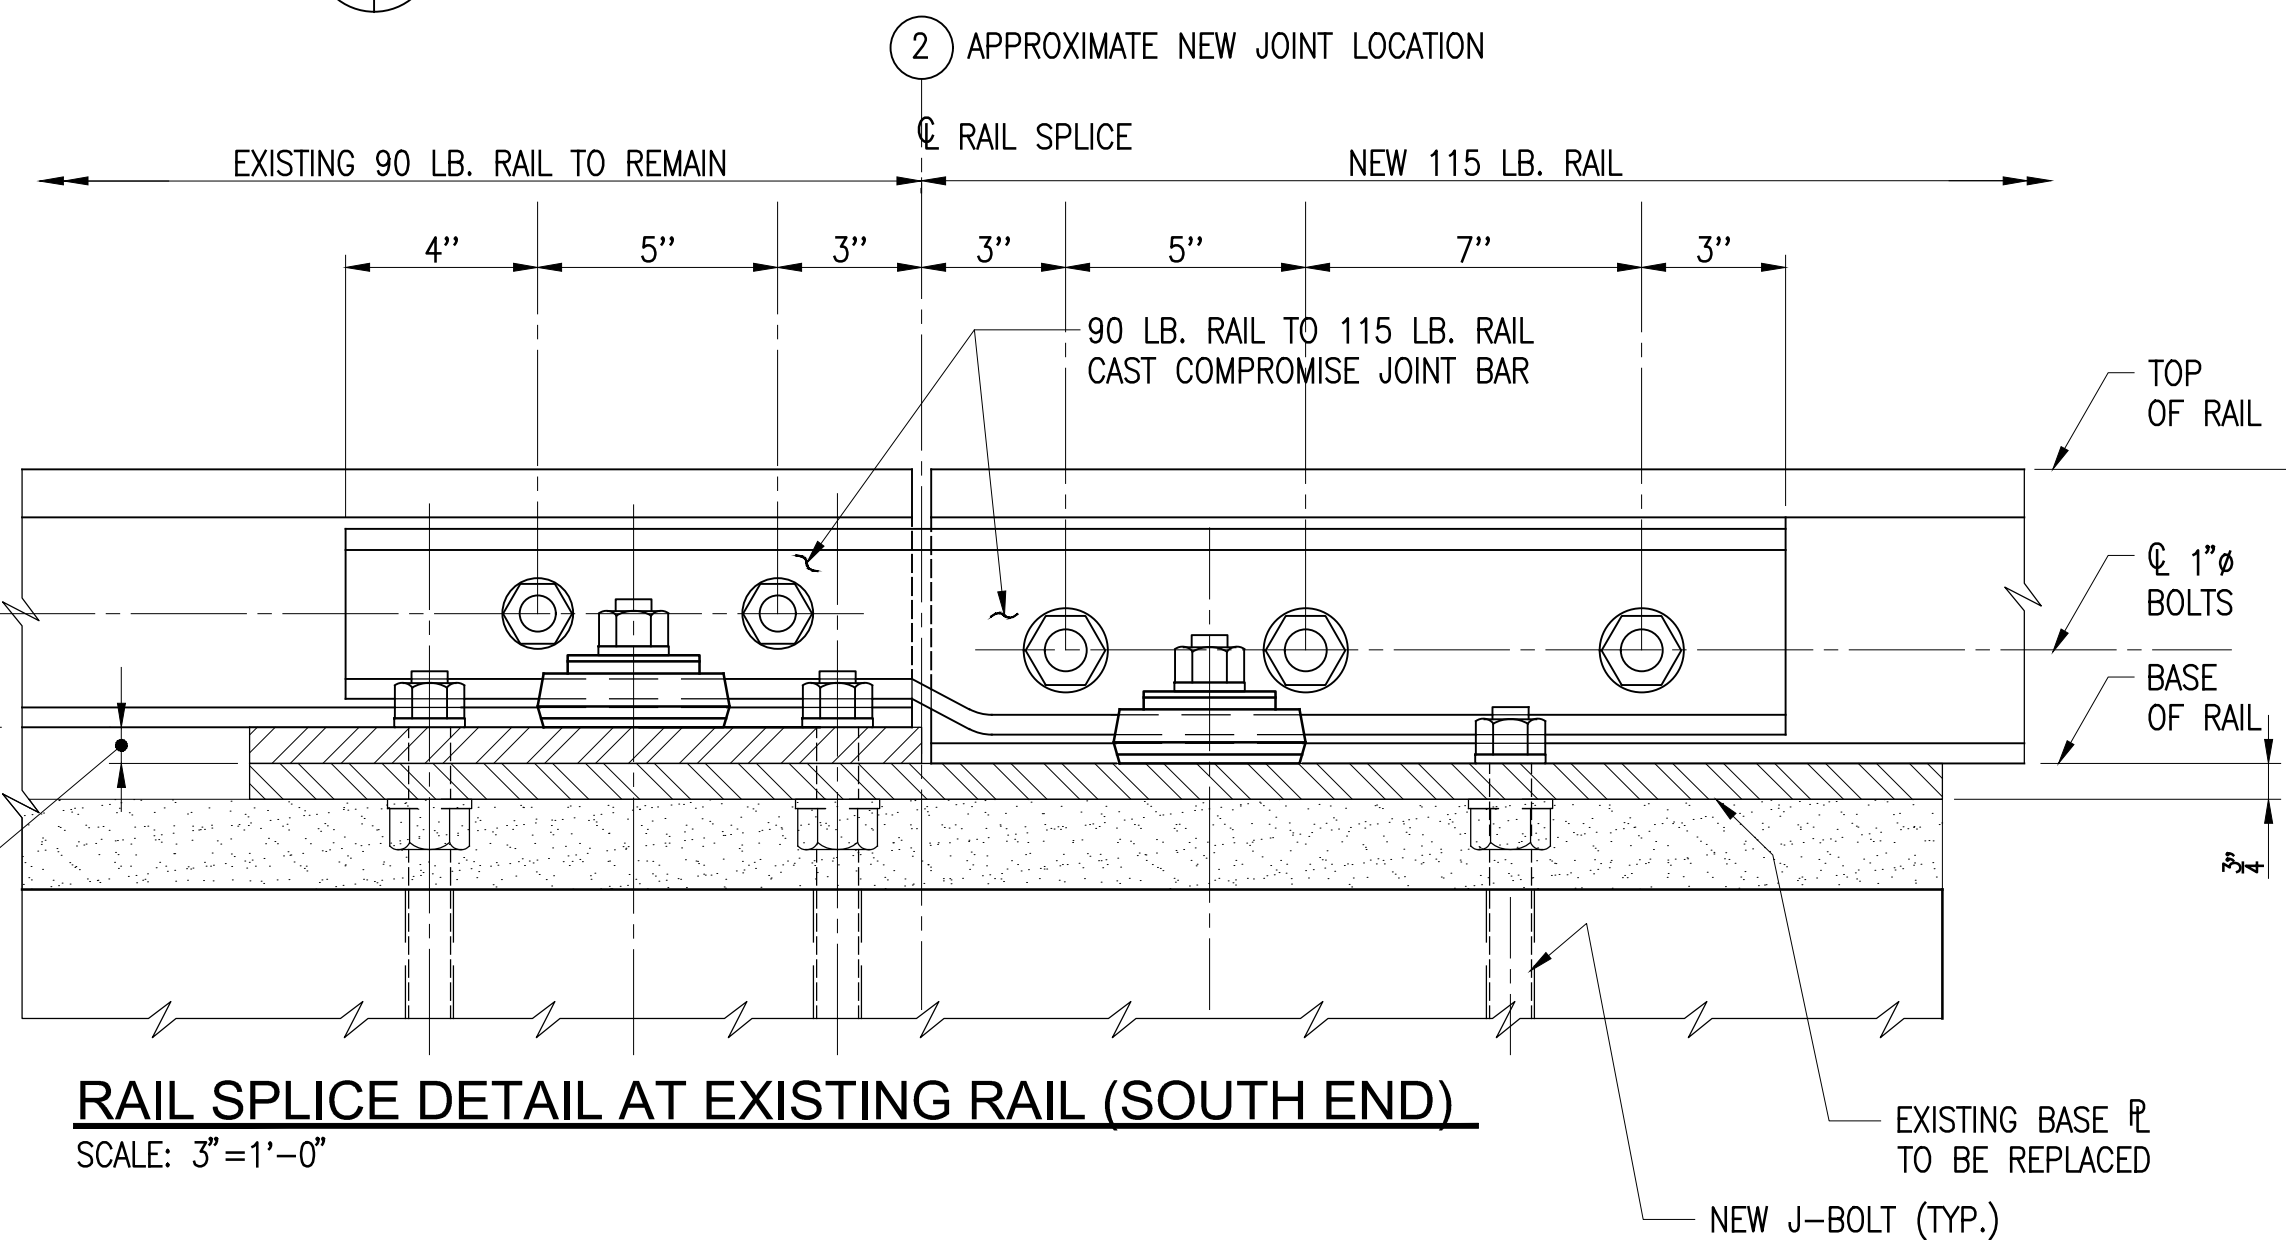 2 APPROXIMATE NEW JOINT LOCATION
℄ RAIL SPLICE
EXISTING 90 LB. RAIL TO REMAIN
NEW 115 LB. RAIL
4" 5" 3" 3" 5" 7" 3"
90 LB. RAIL TO 115 LB. RAIL
CAST COMPROMISE JOINT BAR
TOP
OF RAIL
℄ 1"ø
BOLTS
BASE
OF RAIL
3/4"
RAIL SPLICE DETAIL AT EXISTING RAIL (SOUTH END)
SCALE: 3"=1'-0"
EXISTING BASE ⅊
TO BE REPLACED
NEW J-BOLT (TYP.)